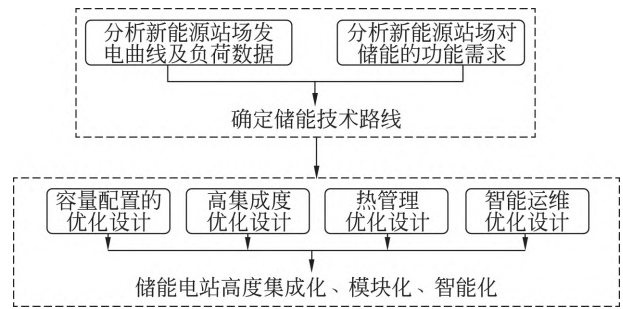 分析新能源站场发
电曲线及负荷数据
分析新能源站场对
储能的功能需求
确定储能技术路线
容量配置的
优化设计
高集成度
优化设计
热管理
优化设计
智能运维
优化设计
储能电站高度集成化、模块化、智能化